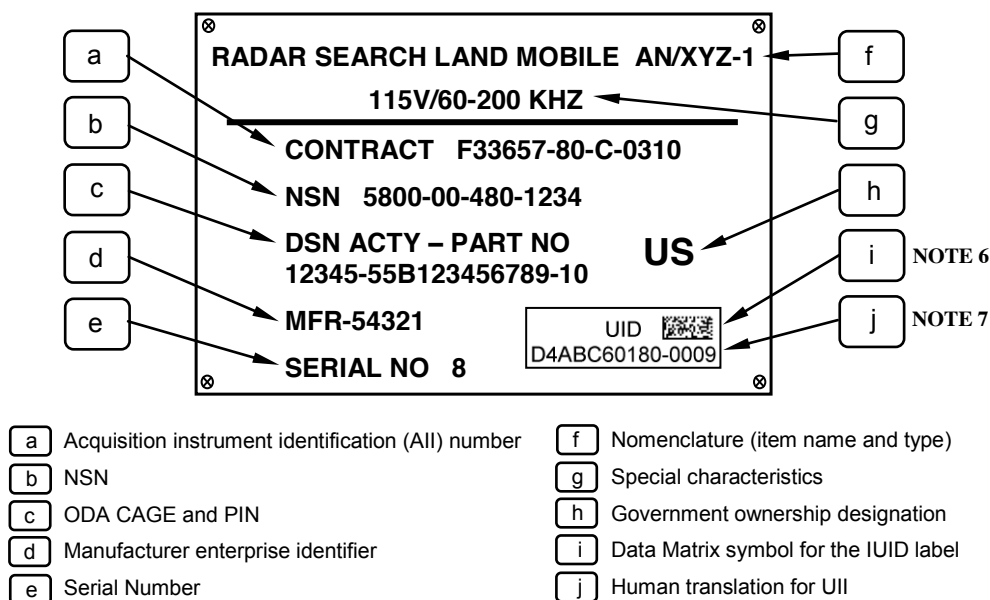 a
RADAR SEARCH LAND MOBILE AN/XYZ-1
f
115V/60-200 KHZ
g
b
CONTRACT F33657-80-C-0310
c
NSN 5800-00-480-1234
h
DSN ACTY – PART NO
US
12345-55B123456789-10
d
i NOTE 6
MFR-54321
e
UID
j NOTE 7
D4ABC60180-0009
SERIAL NO 8
a Acquisition instrument identification (AII) number
b NSN
c ODA CAGE and PIN
d Manufacturer enterprise identifier
e Serial Number
f Nomenclature (item name and type)
g Special characteristics
h Government ownership designation
i Data Matrix symbol for the IUID label
j Human translation for UII